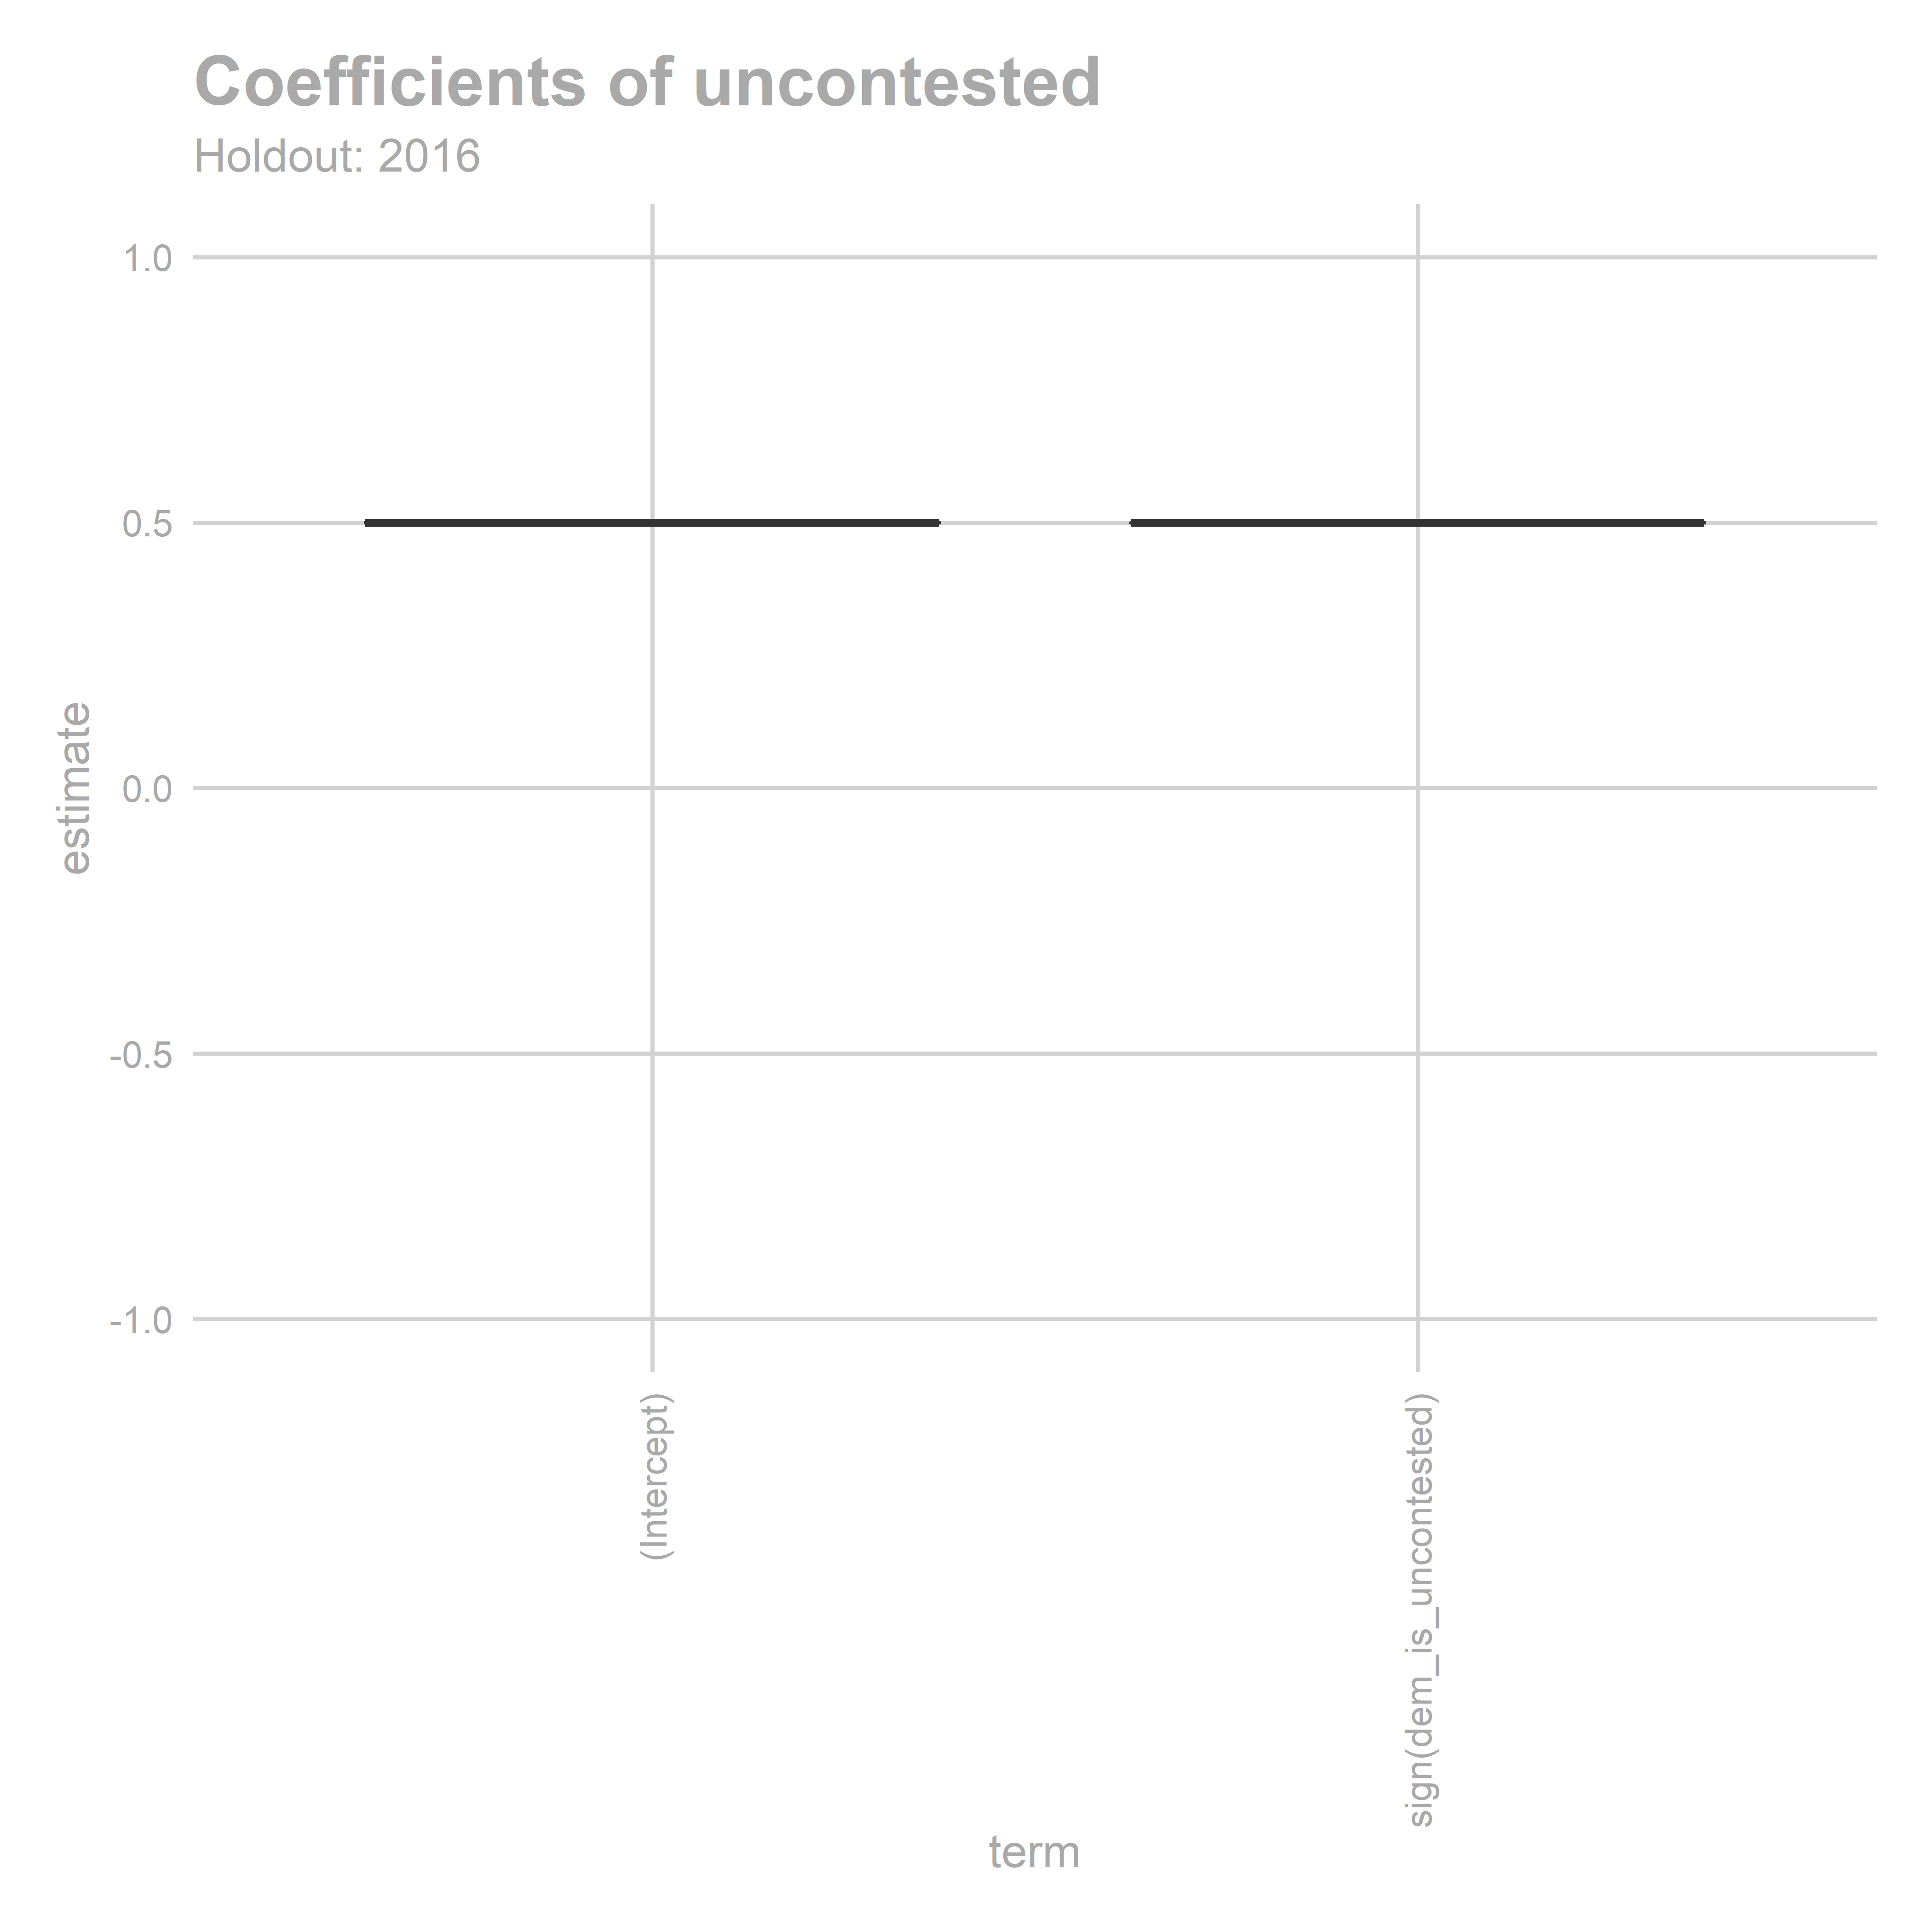 Coefficients of uncontested
Holdout: 2016
1.0
0.5
0.0
-0.5
-1.0
estimate
(Intercept)
sign(dem_is_uncontested)
term